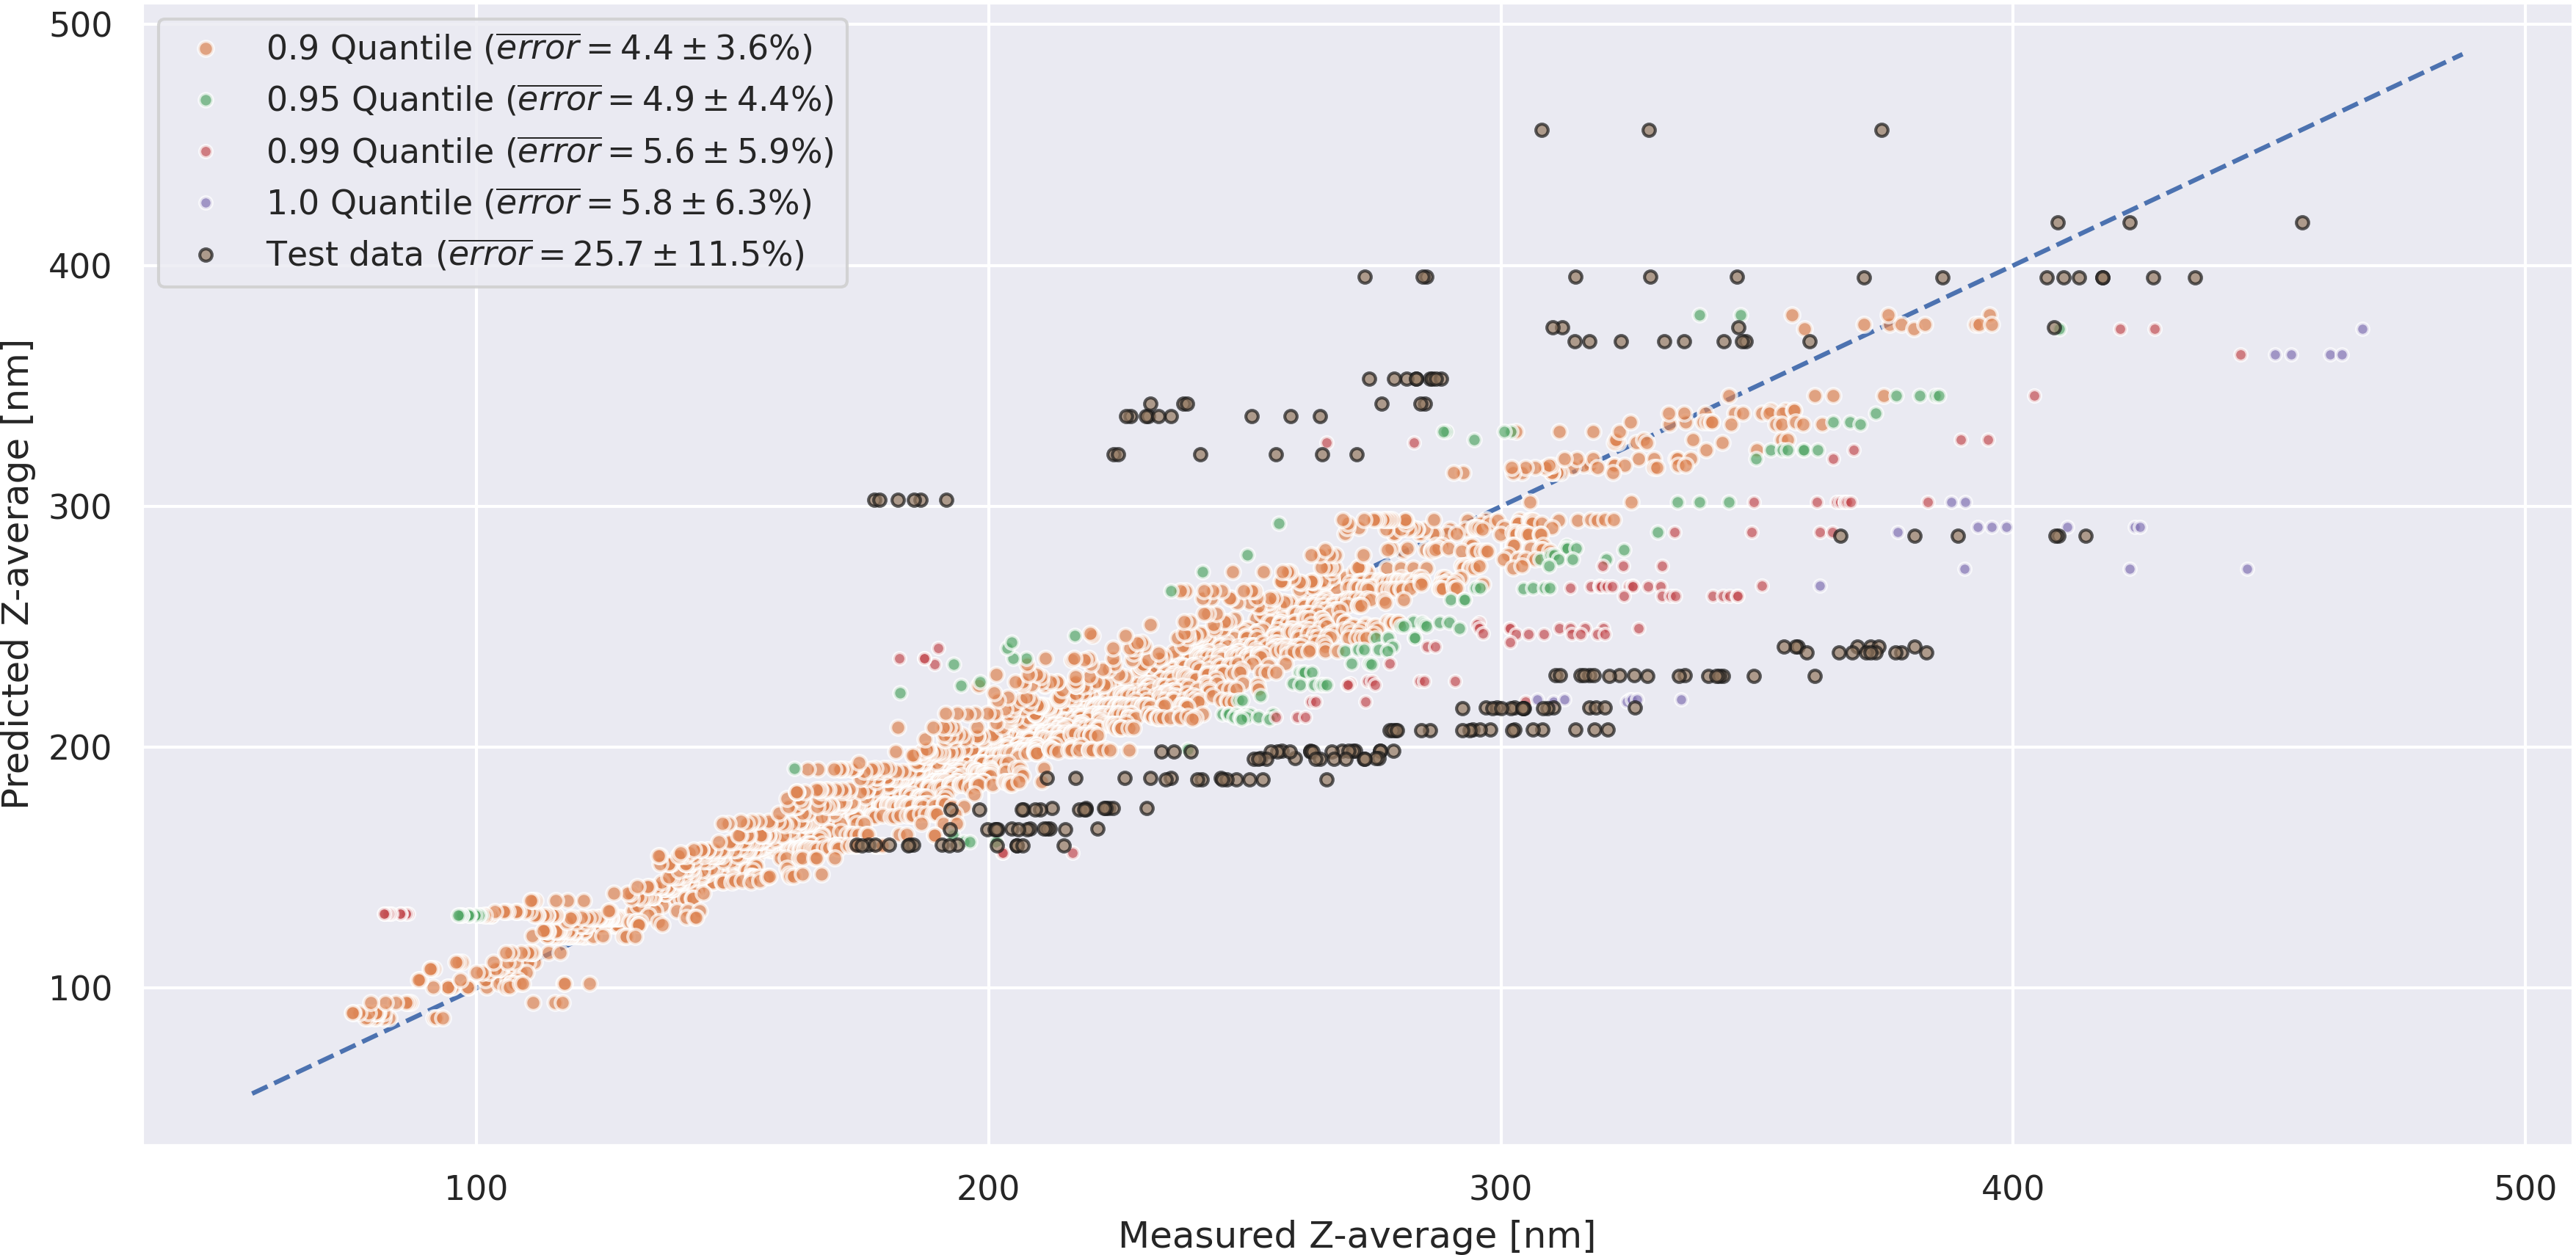 500
400
300
200
100
Predicted Z-average [nm]
0.9 Quantile (error = 4.4 ± 3.6%)
0.95 Quantile (error = 4.9 ± 4.4%)
0.99 Quantile (error = 5.6 ± 5.9%)
1.0 Quantile (error = 5.8 ± 6.3%)
Test data (error = 25.7 ± 11.5%)
100 200 300 400 500
Measured Z-average [nm]